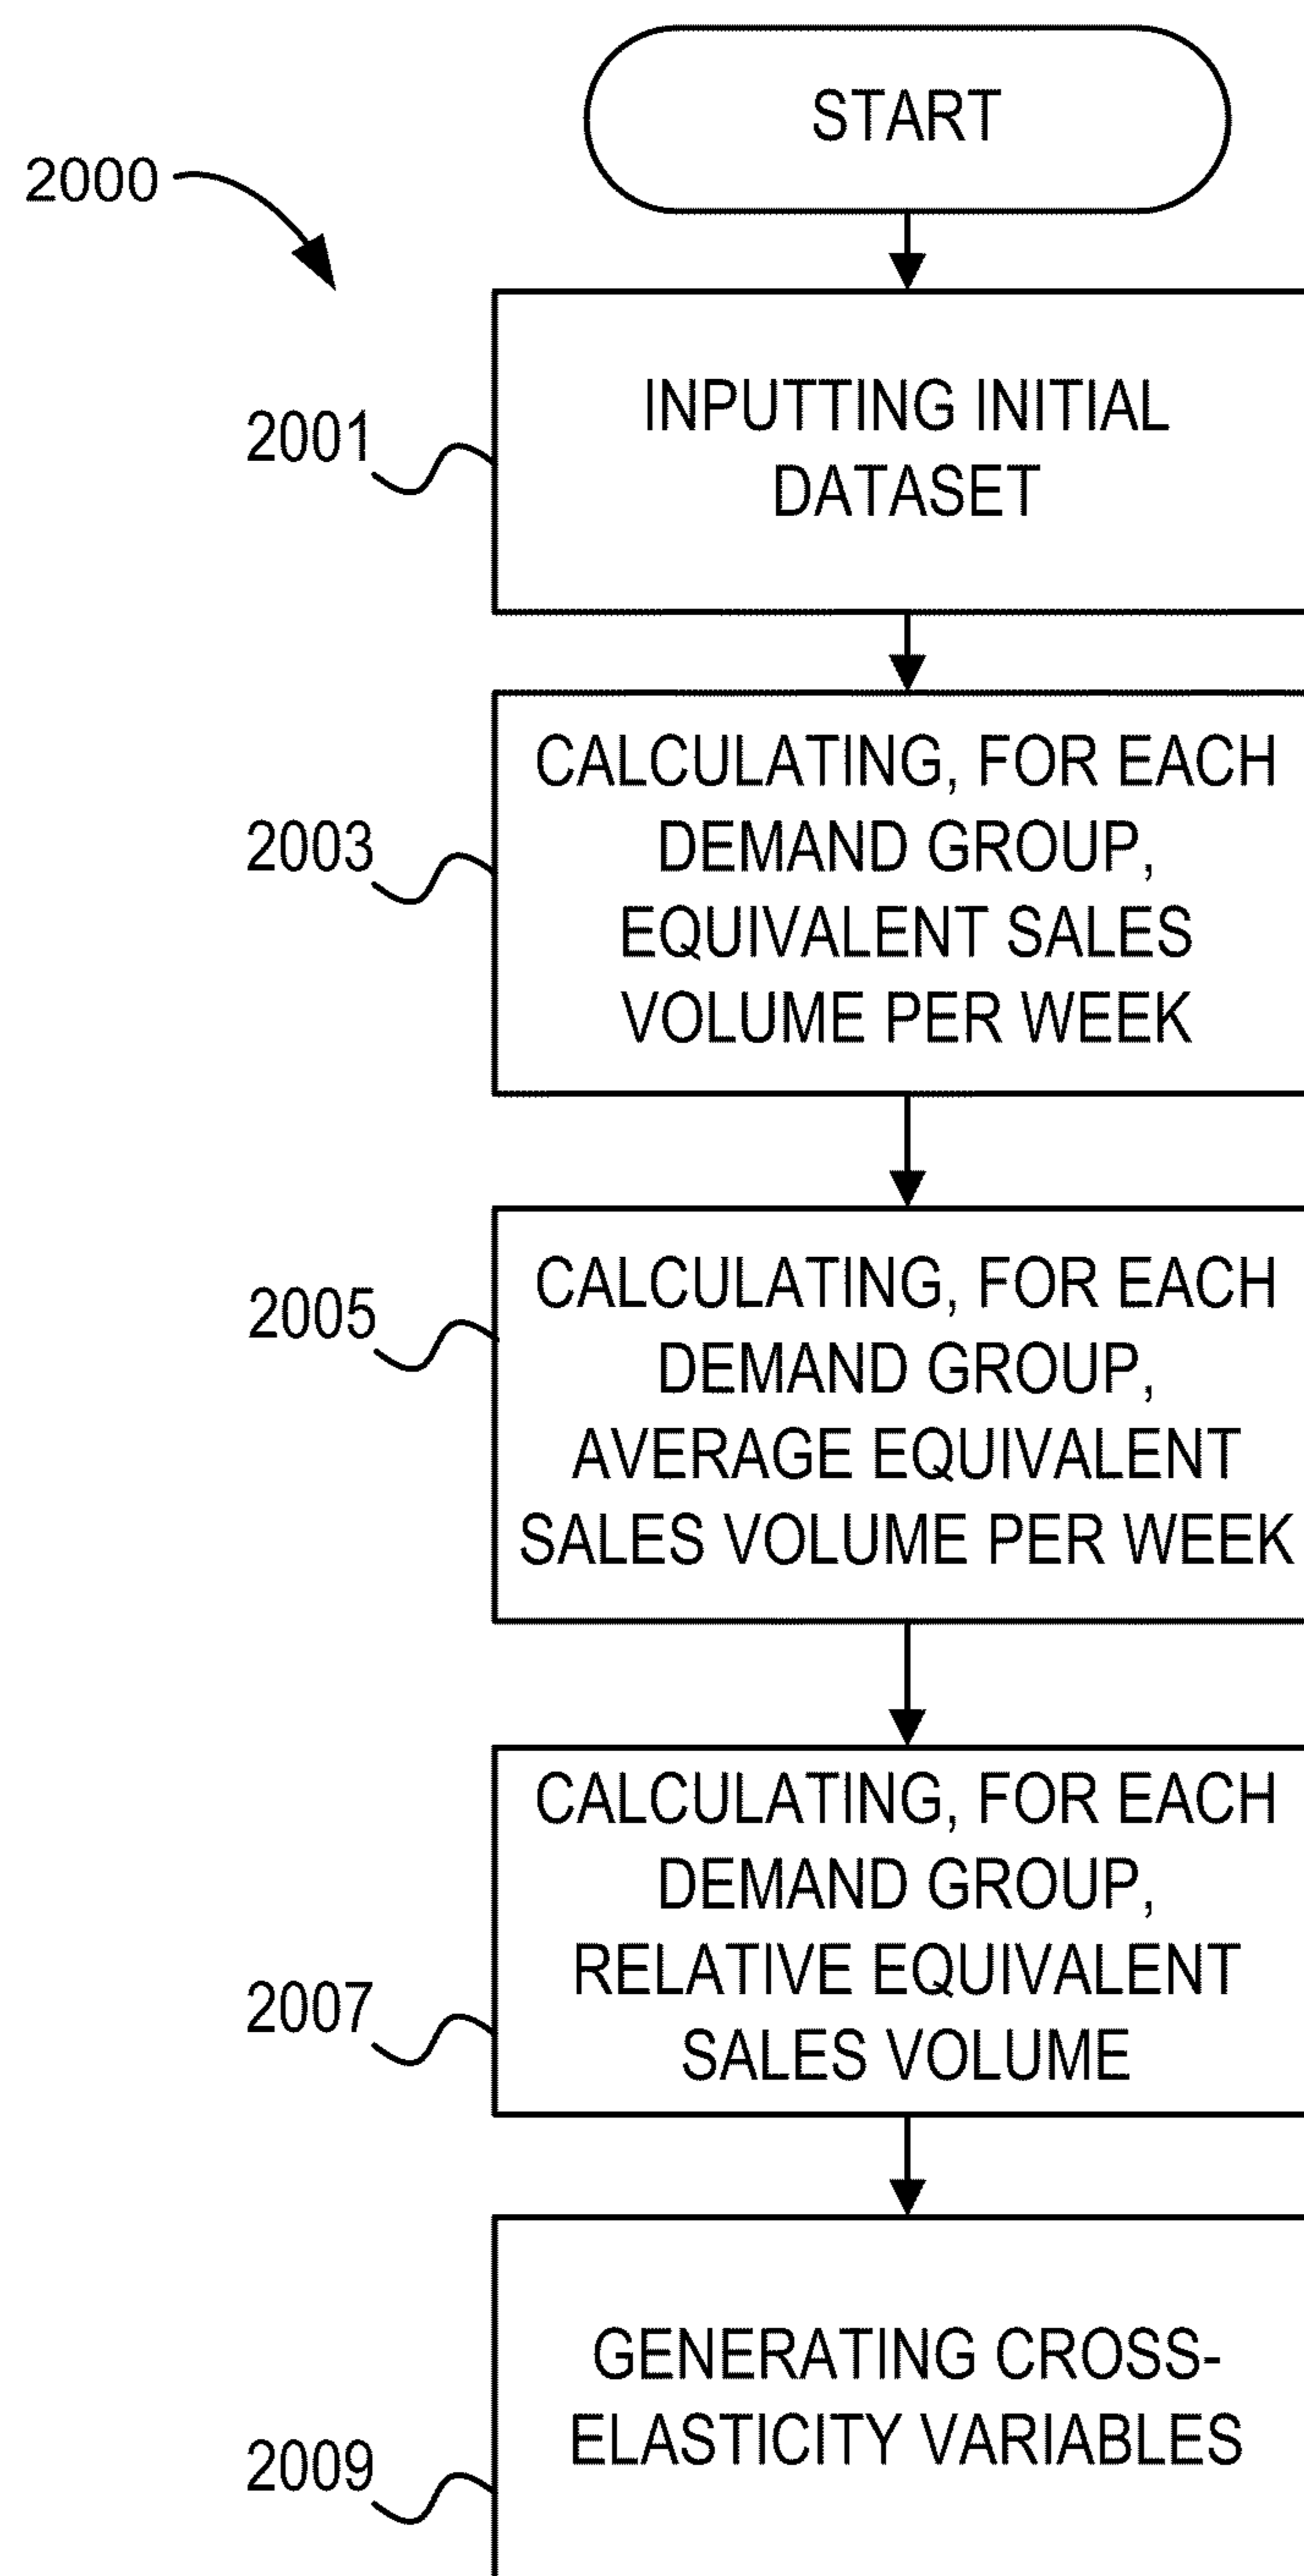 START
2000
2001
INPUTTING INITIAL
DATASET
2003
CALCULATING, FOR EACH
DEMAND GROUP,
EQUIVALENT SALES
VOLUME PER WEEK
2005
CALCULATING, FOR EACH
DEMAND GROUP,
AVERAGE EQUIVALENT
SALES VOLUME PER WEEK
2007
CALCULATING, FOR EACH
DEMAND GROUP,
RELATIVE EQUIVALENT
SALES VOLUME
2009
GENERATING CROSS-
ELASTICITY VARIABLES